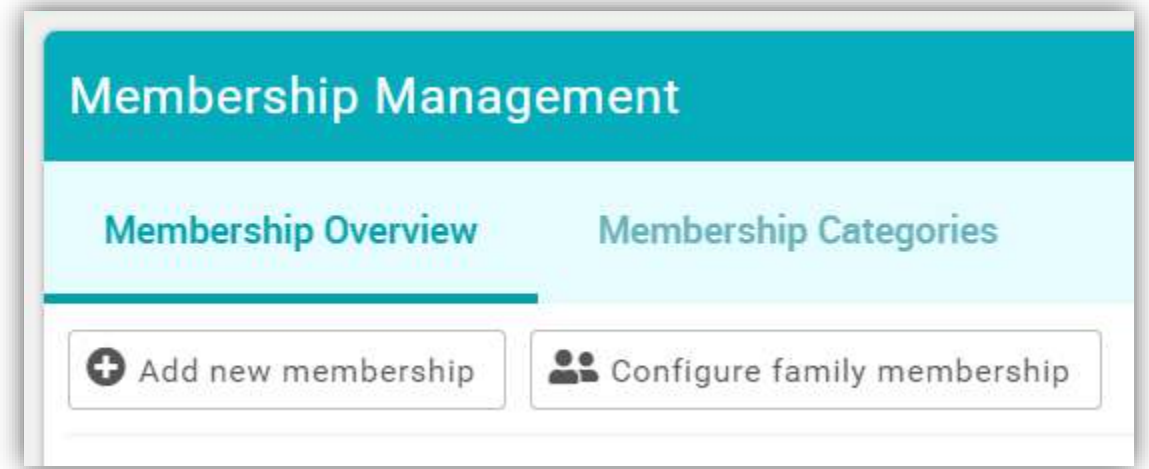 Membership Management
Membership Overview Membership Categories
Add new membership Configure family membership